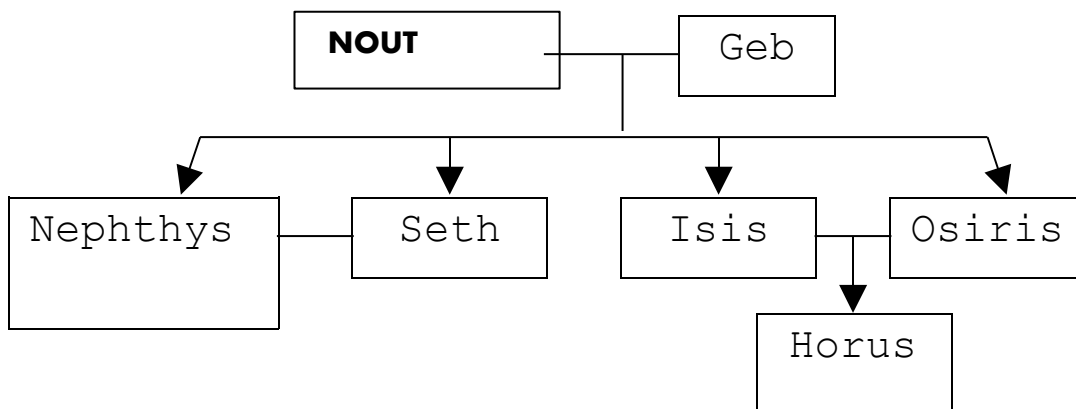 NOUT
Geb
Nephthys
Seth
Isis
Osiris
Horus